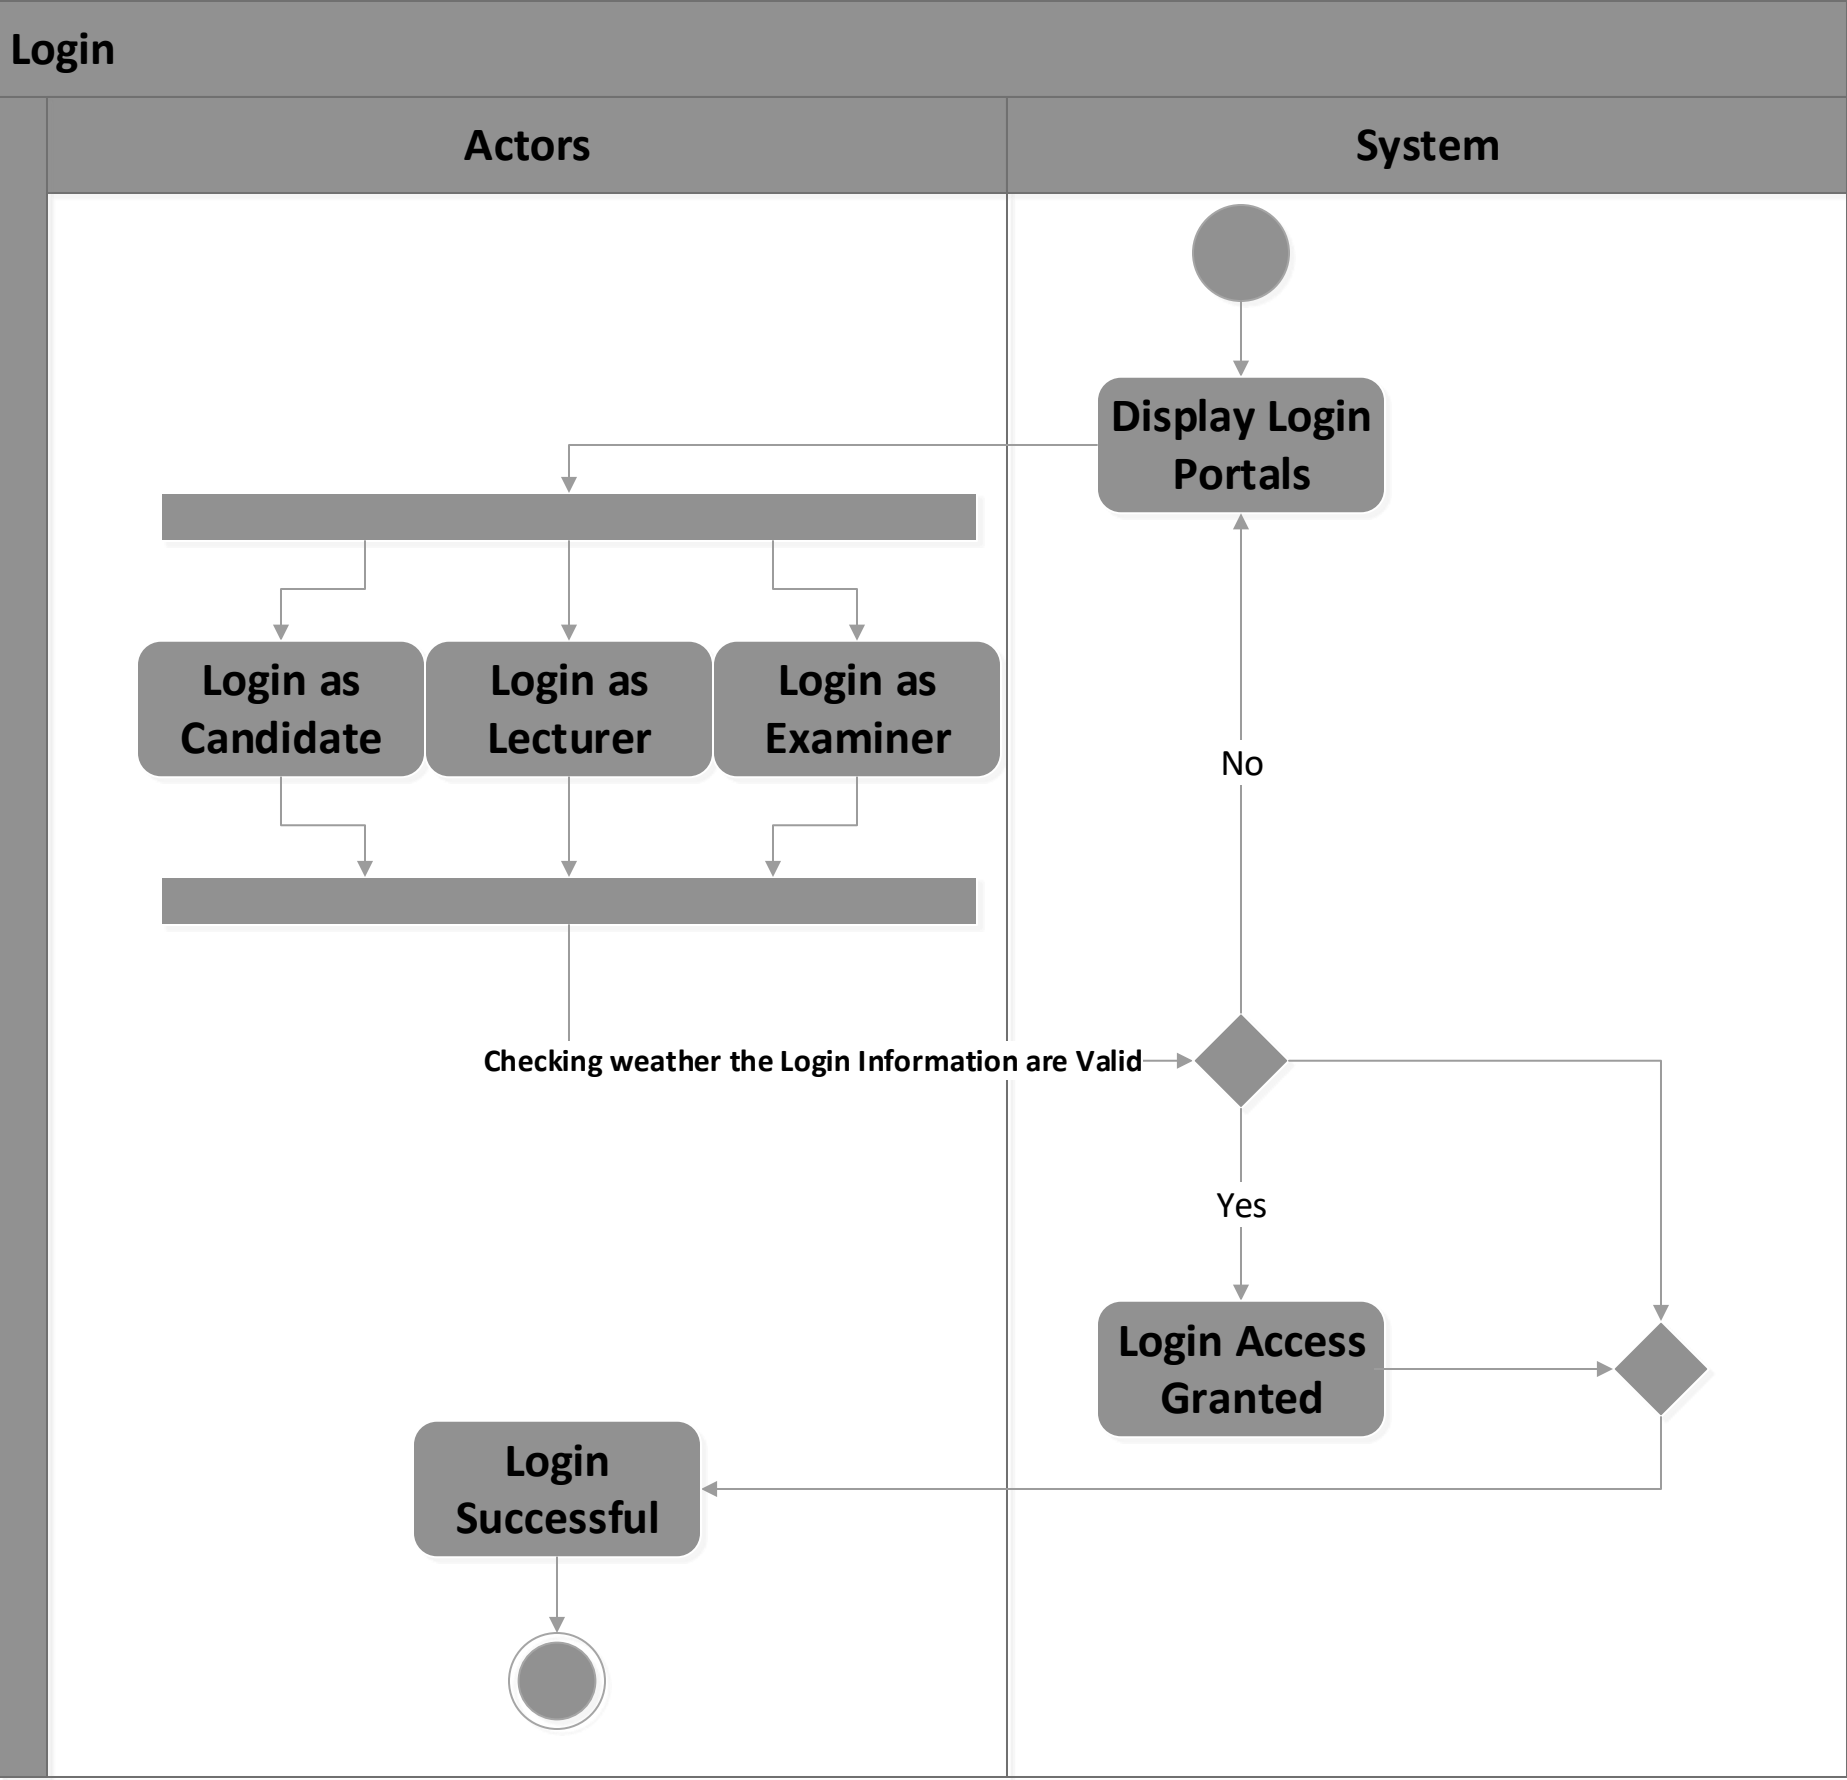 Login
Actors
System
Display Login
Portals
Login as
Candidate
Login as
Lecturer
Login as
Examiner
No
Checking weather the Login Information are Valid
Yes
Login Access
Granted
Login
Successful